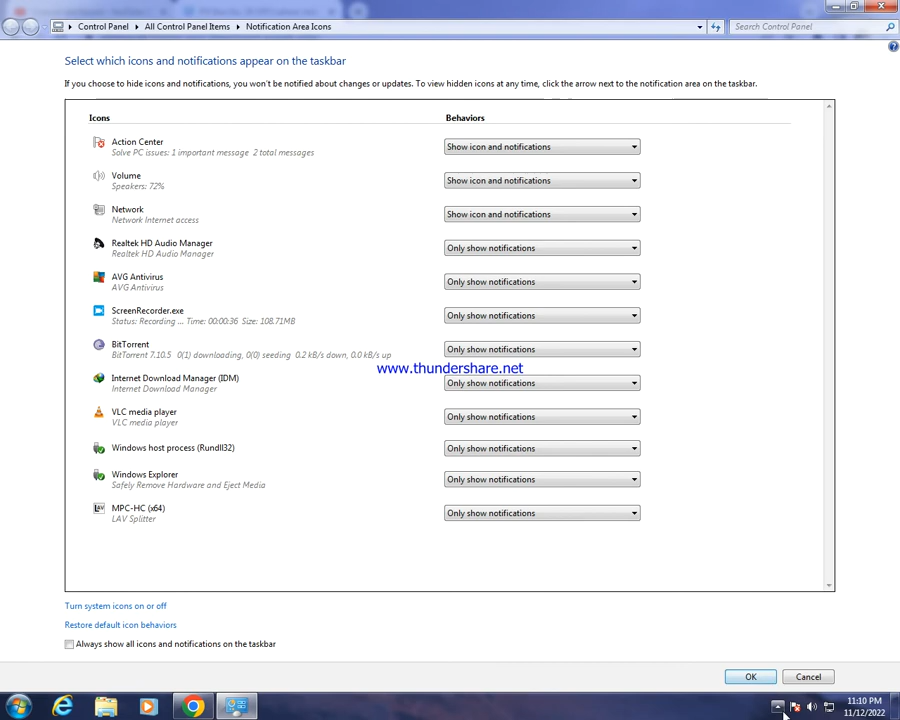 Control Panel ▸ All Control Panel Items ▸ Notification Area Icons
Search Control Panel
Select which icons and notifications appear on the taskbar
If you choose to hide icons and notifications, you won't be notified about changes or updates. To view hidden icons at any time, click the arrow next to the notification area on the taskbar.
Icons Behaviors
Action Center
Solve PC issues: 1 important message 2 total messages
Show icon and notifications
Volume
Speakers: 72%
Show icon and notifications
Network
Network Internet access
Show icon and notifications
Realtek HD Audio Manager
Realtek HD Audio Manager
Only show notifications
AVG Antivirus
AVG Antivirus
Only show notifications
ScreenRecorder.exe
Status: Recording ... Time: 00:00:36 Size: 108.71MB
Only show notifications
BitTorrent
BitTorrent 7.10.5 0(1) downloading, 0(0) seeding 0.2 kB/s down, 0.0 kB/s up
Only show notifications
www.thundershare.net
Internet Download Manager (IDM)
Internet Download Manager
Only show notifications
VLC media player
VLC media player
Only show notifications
Windows host process (Rundll32)
Only show notifications
Windows Explorer
Safely Remove Hardware and Eject Media
Only show notifications
LAV
MPC-HC (x64)
LAV Splitter
Only show notifications
Turn system icons on or off
Restore default icon behaviors
Always show all icons and notifications on the taskbar
OK Cancel
11:10 PM
11/12/2022